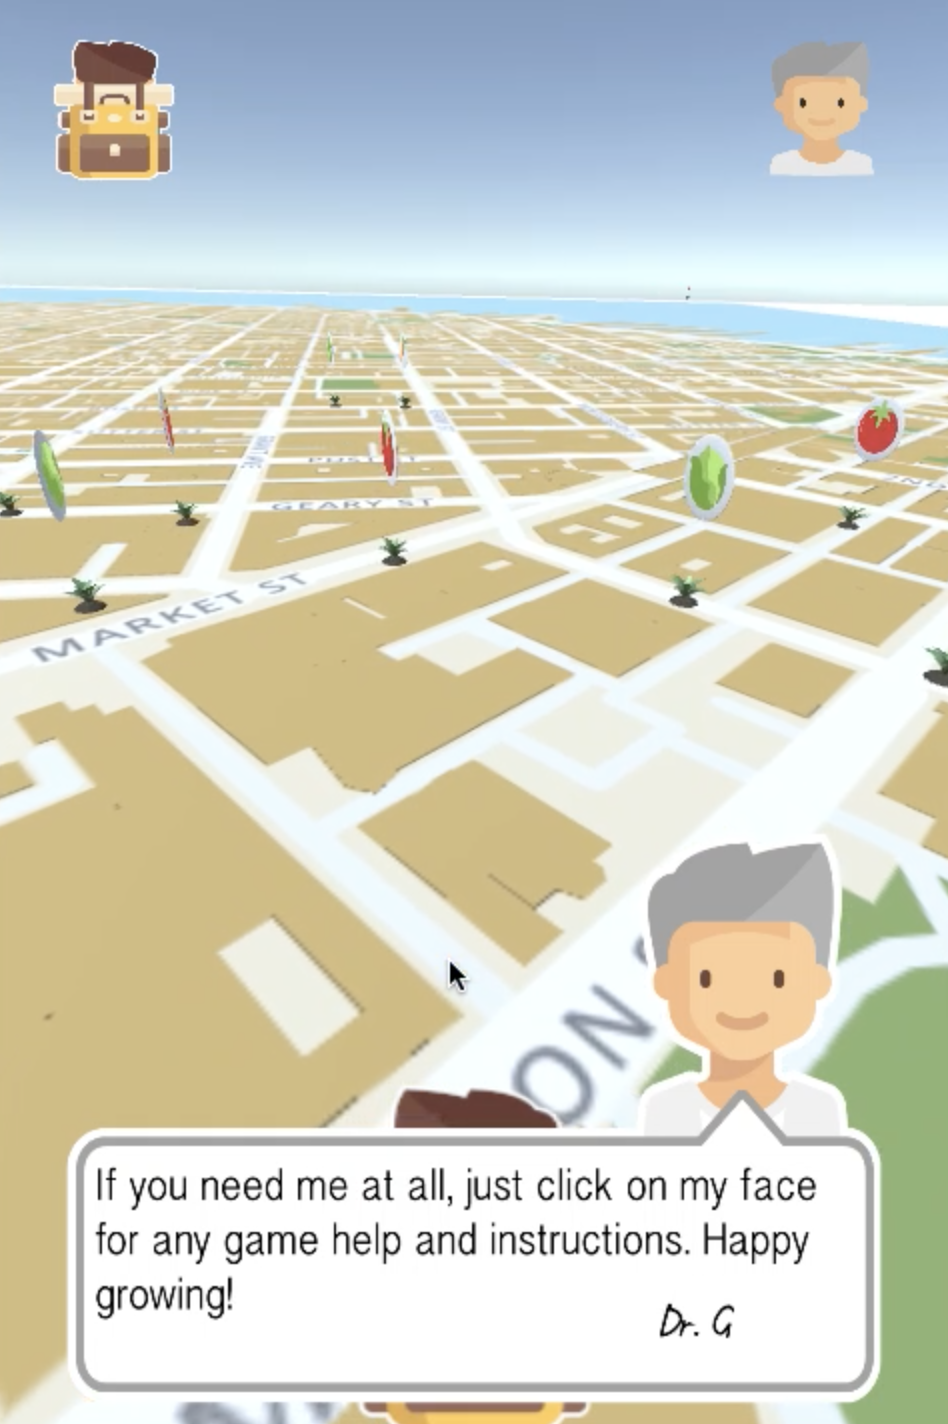 GEARY ST
MARKET ST
ON
If you need me at all, just click on my face
for any game help and instructions. Happy
growing!
Dr. G